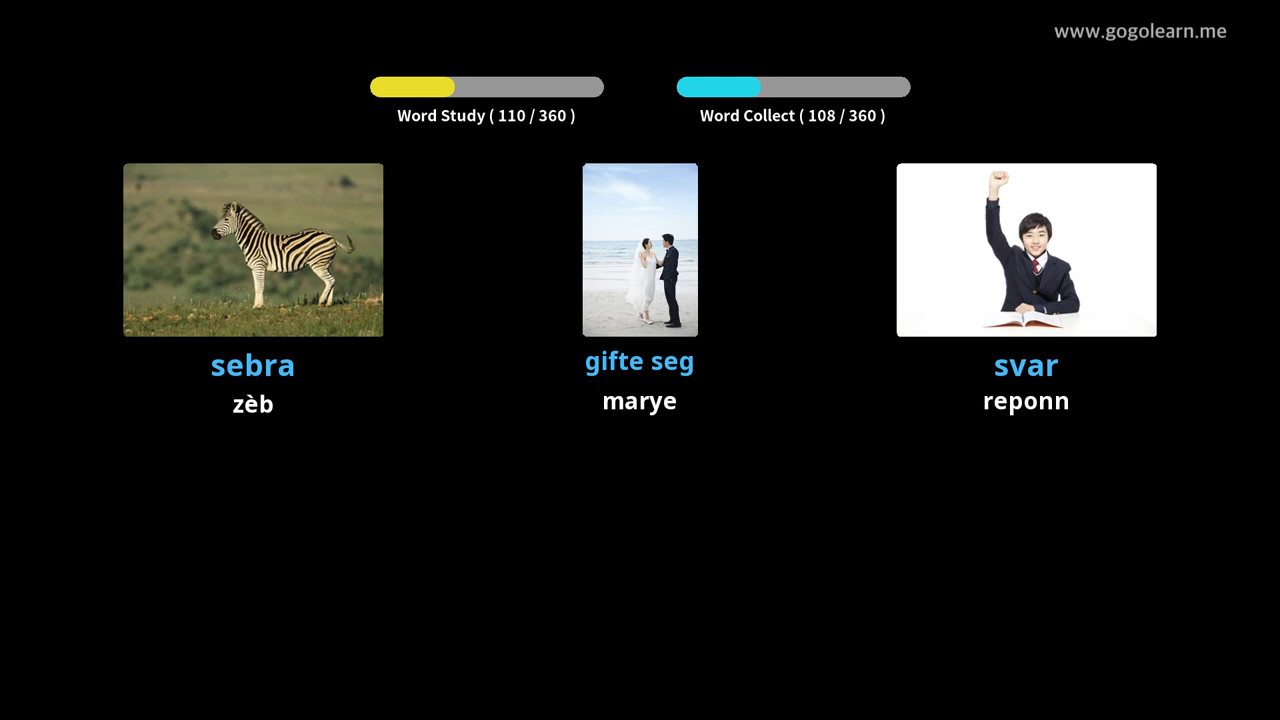 www.gogolearn.me
Word Study ( 110 / 360 )
Word Collect ( 108 / 360 )
sebra
zèb
gifte seg
marye
svar
reponn